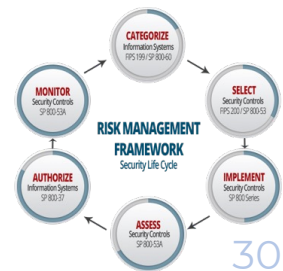 CATEGORIZE
Information Systems
FIPS 199 / SP 800-60
SELECT
Security Controls
FIPS 200 / SP 800-53
IMPLEMENT
Security Controls
SP 800 Series
ASSESS
Security Controls
SP 800-53A
AUTHORIZE
Information Systems
SP 800-37
MONITOR
Security Controls
SP 800-53A
RISK MANAGEMENT
FRAMEWORK
Security Life Cycle
30